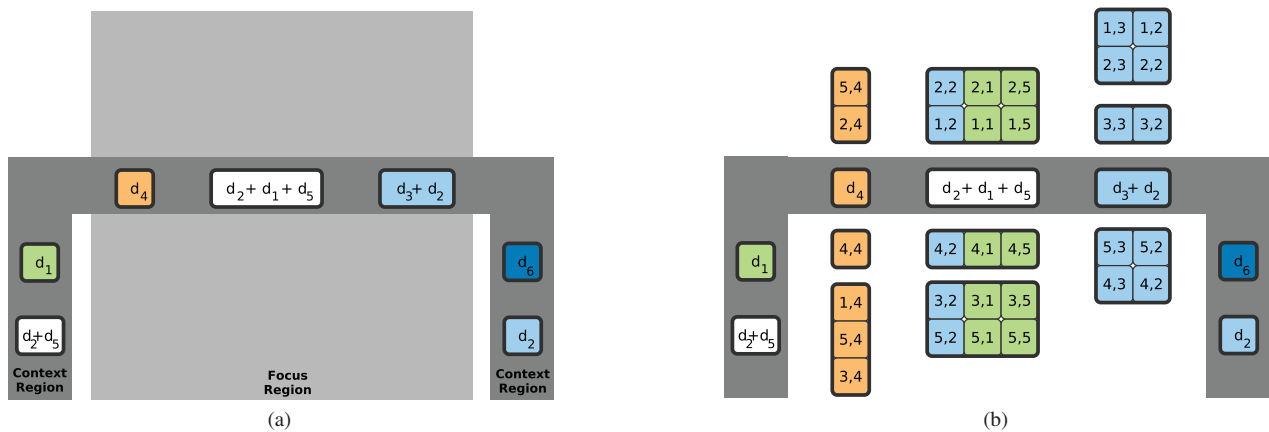 d4
d2 + d1 + d5
d3 + d2
d1
d6
d2+d5
d2
Context Region
Focus Region
Context Region
(a)
1,3 1,2
2,3 2,2
5,4
2,4
2,2 2,1 2,5
1,2 1,1 1,5
3,3 3,2
d4
d2 + d1 + d5
d3 + d2
4,4
4,2 4,1 4,5
5,3 5,2
4,3 4,2
d1
d6
1,4
5,4
3,4
3,2 3,1 3,5
5,2 5,1 5,5
d2+d5
d2
(b)